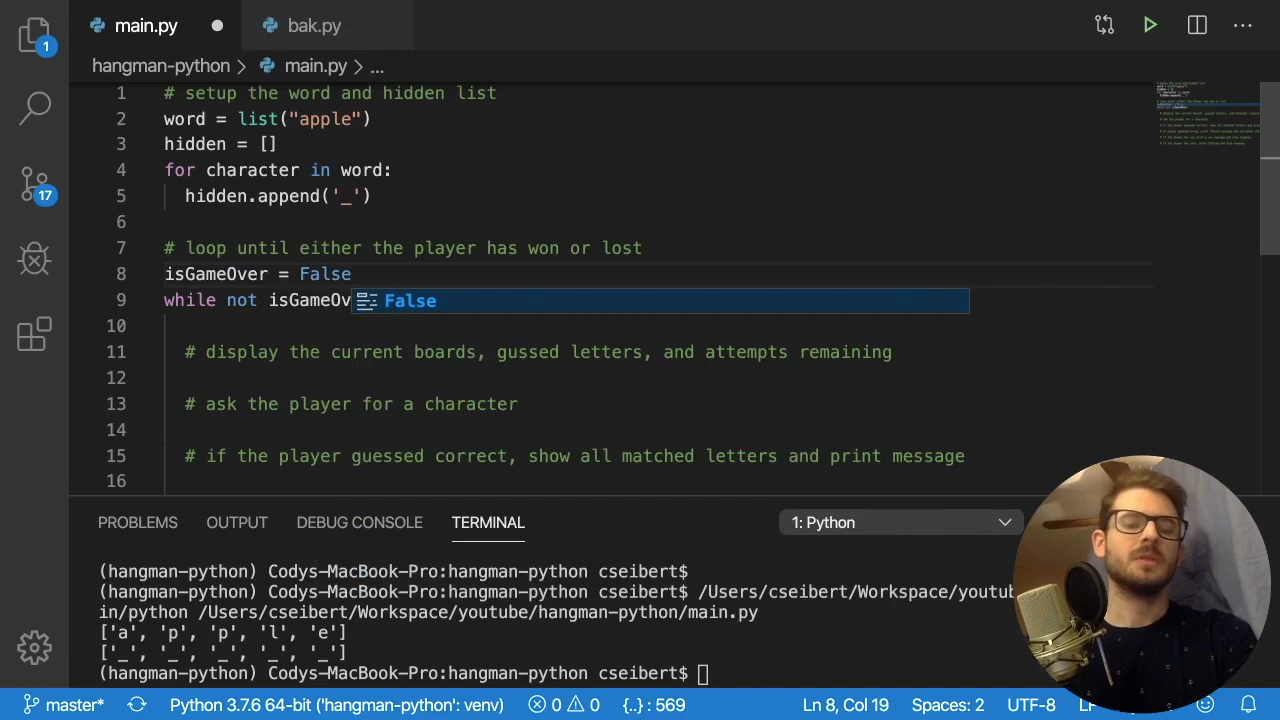 main.py
bak.py
1
hangman-python > main.py > ...
1 # setup the word and hidden list
2 word = list("apple")
3 hidden = []
4 for character in word:
5 hidden.append('_')
6
7 # loop until either the player has won or lost
8 isGameOver = False
9 while not isGameOv
False
10
11 # display the current boards, gussed letters, and attempts remaining
12
13 # ask the player for a character
14
15 # if the player guessed correct, show all matched letters and print message
16
17
PROBLEMS OUTPUT DEBUG CONSOLE TERMINAL 1: Python
(hangman-python) Codys-MacBook-Pro:hangman-python cseibert$
(hangman-python) Codys-MacBook-Pro:hangman-python cseibert$ /Users/cseibert/Workspace/youtu
in/python /Users/cseibert/Workspace/youtube/hangman-python/main.py
['a', 'p', 'p', 'l', 'e']
['_', '_', '_', '_', '_']
(hangman-python) Codys-MacBook-Pro:hangman-python cseibert$
master* Python 3.7.6 64-bit ('hangman-python': venv) 0 0 {..} : 569 Ln 8, Col 19 Spaces: 2 UTF-8